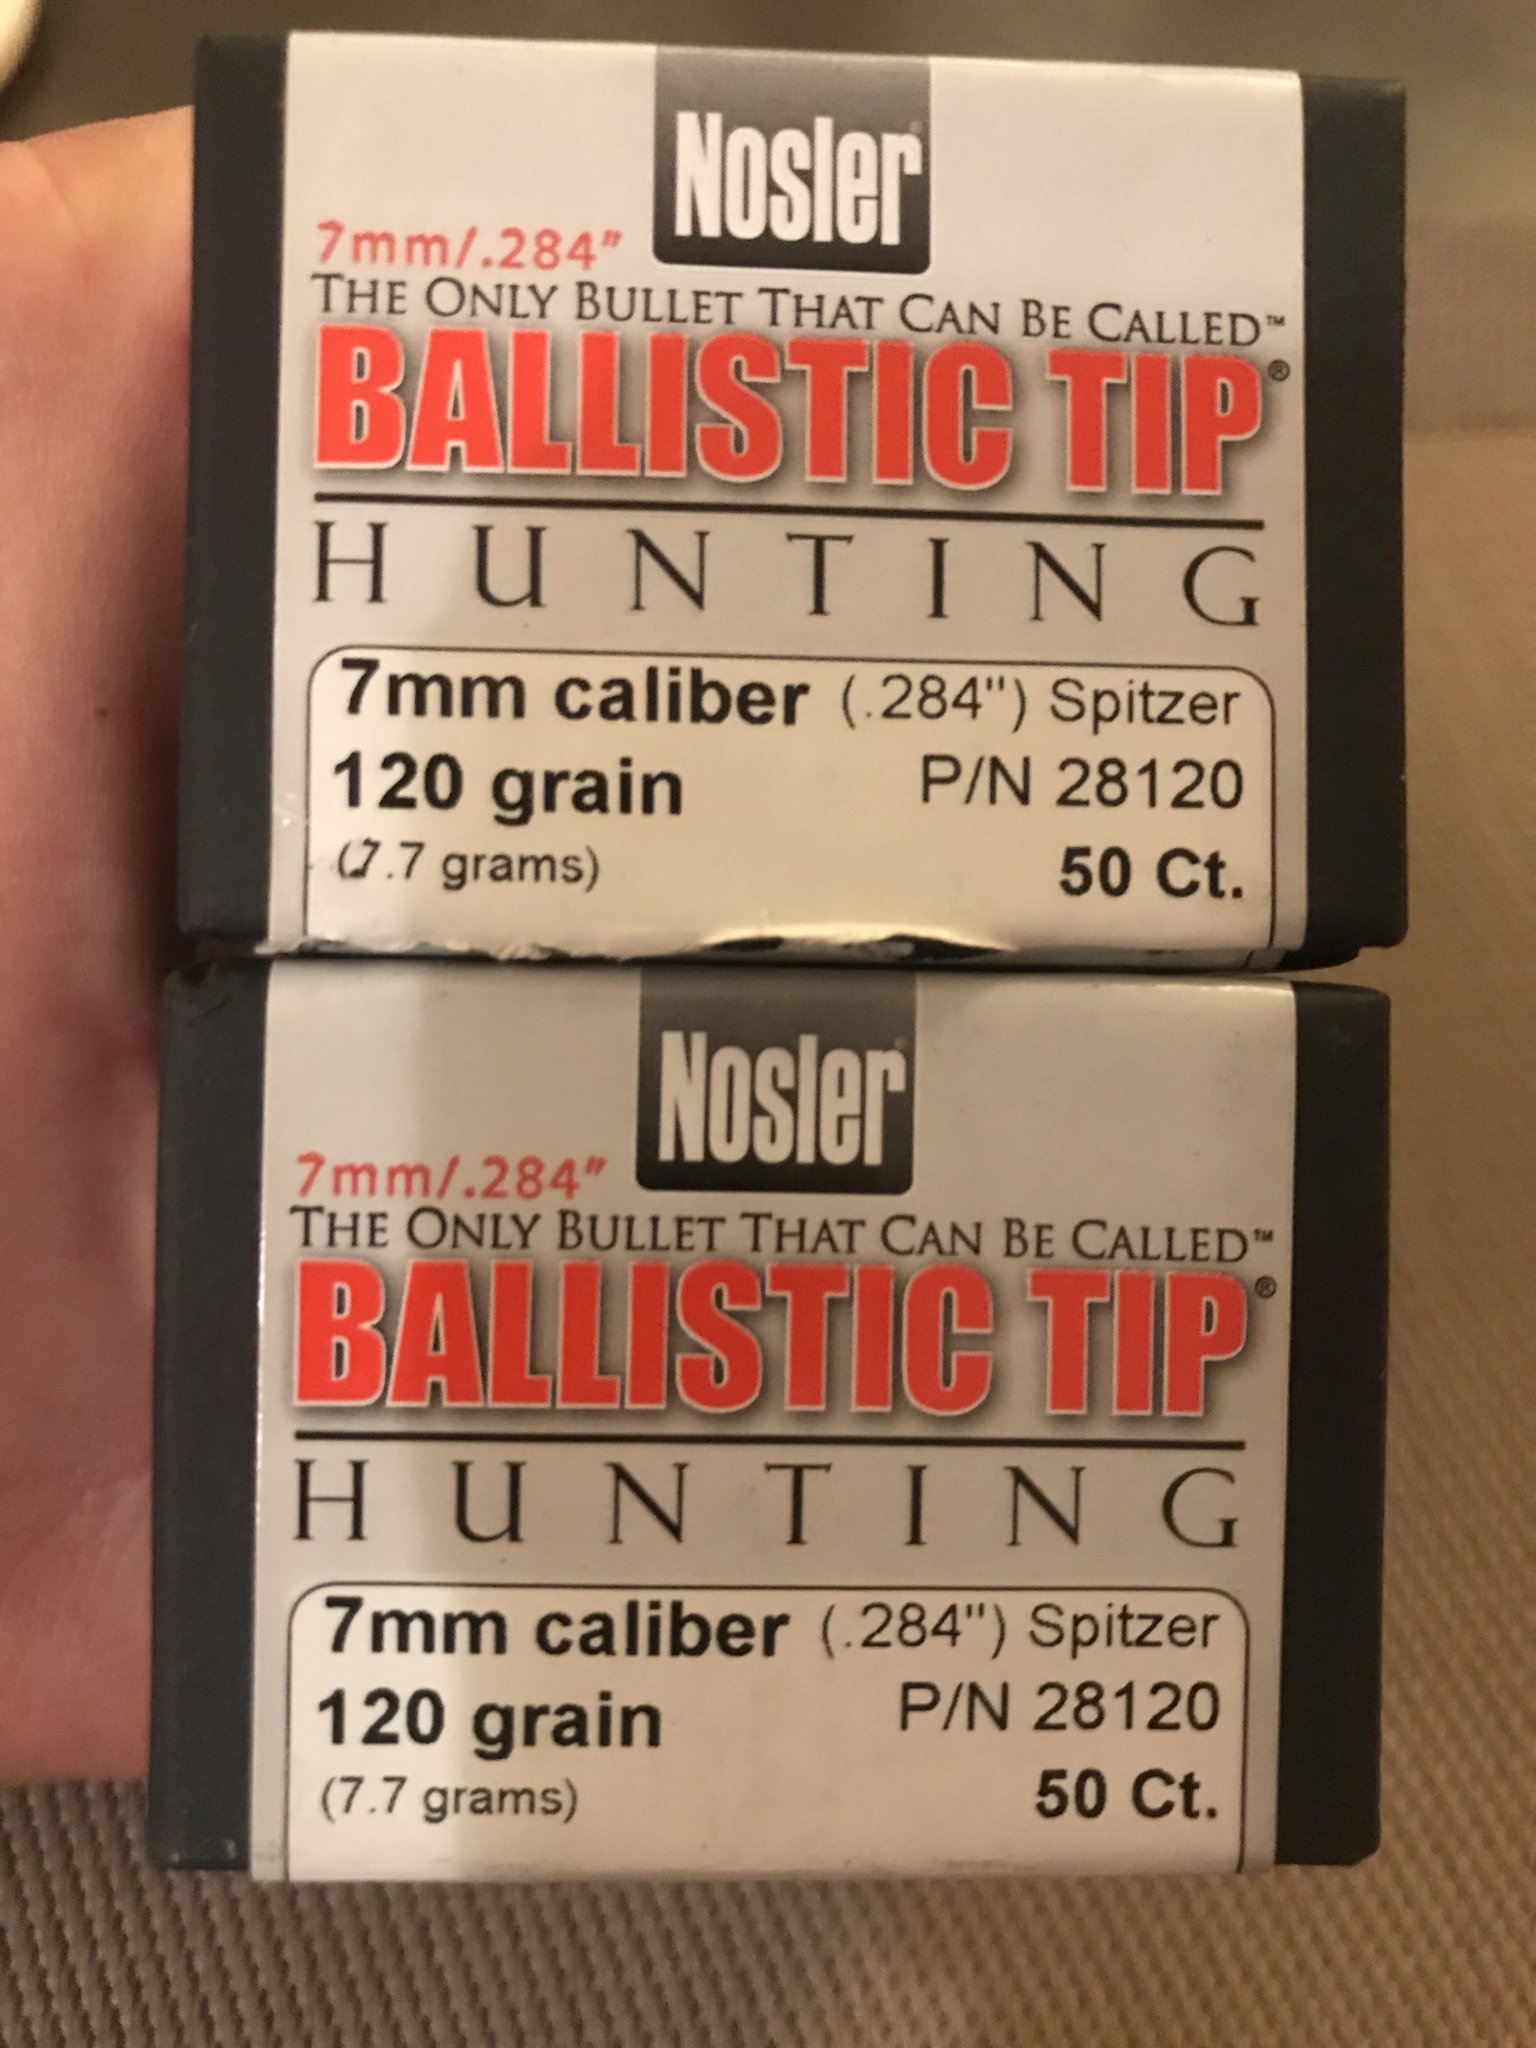 Nosler
7mm/.284"
THE ONLY BULLET THAT CAN BE CALLED™
BALLISTIC TIP®
HUNTING
7mm caliber (.284") Spitzer
120 grain P/N 28120
(7.7 grams) 50 Ct.
Nosler
7mm/.284"
THE ONLY BULLET THAT CAN BE CALLED™
BALLISTIC TIP®
HUNTING
7mm caliber (.284") Spitzer
120 grain P/N 28120
(7.7 grams) 50 Ct.